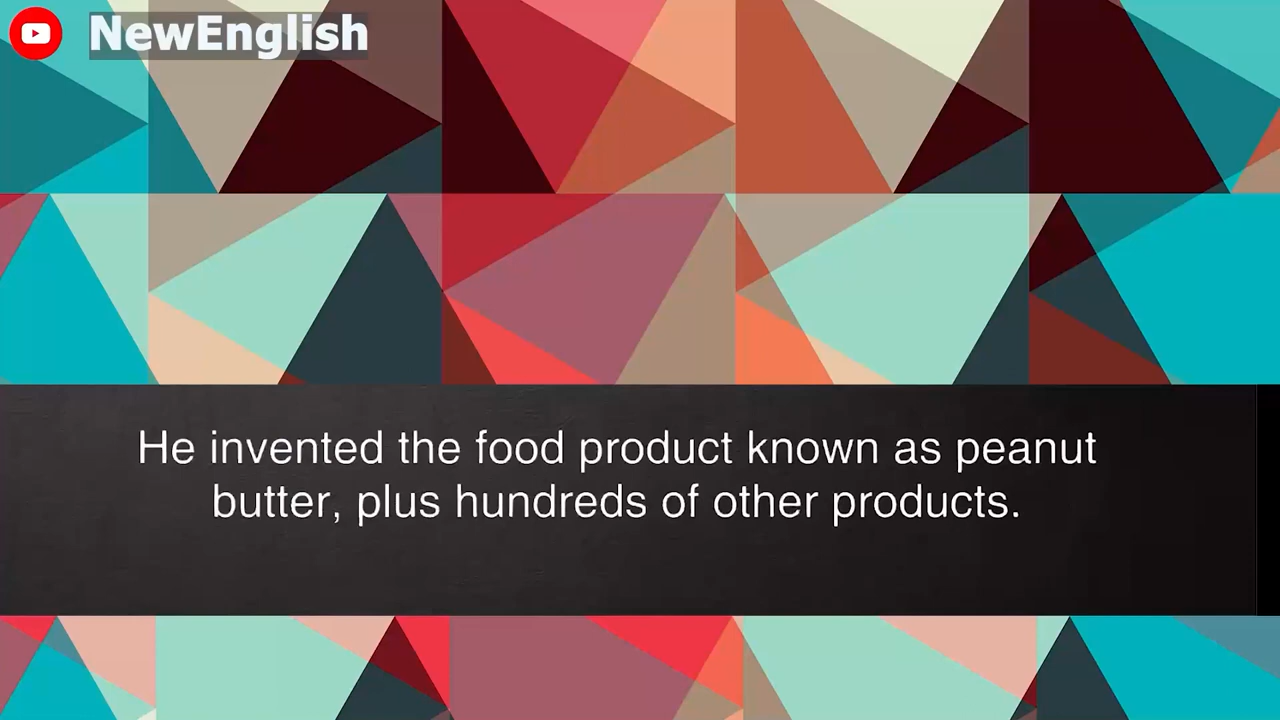 NewEnglish
He invented the food product known as peanut
butter, plus hundreds of other products.